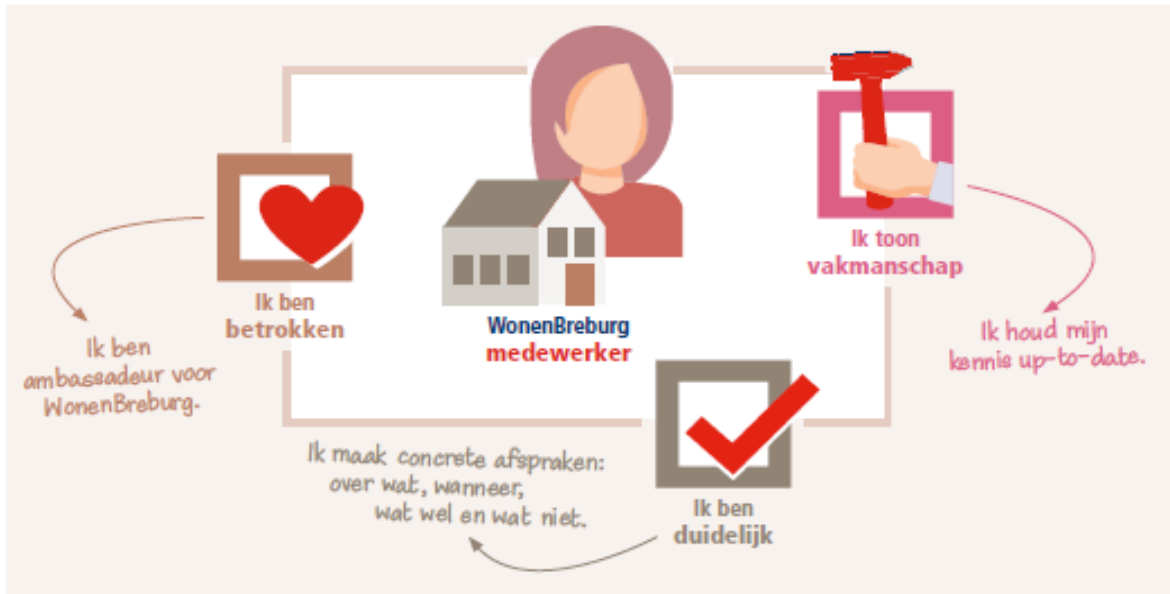 Ik ben
betrokken
Ik ben
ambassadeur voor
WonenBreburg.
WonenBreburg
medewerker
Ik toon
vakmanschap
Ik houd mijn
kennis up-to-date.
Ik maak concrete afspraken:
over wat, wanneer,
wat wel en wat niet.
Ik ben
duidelijk